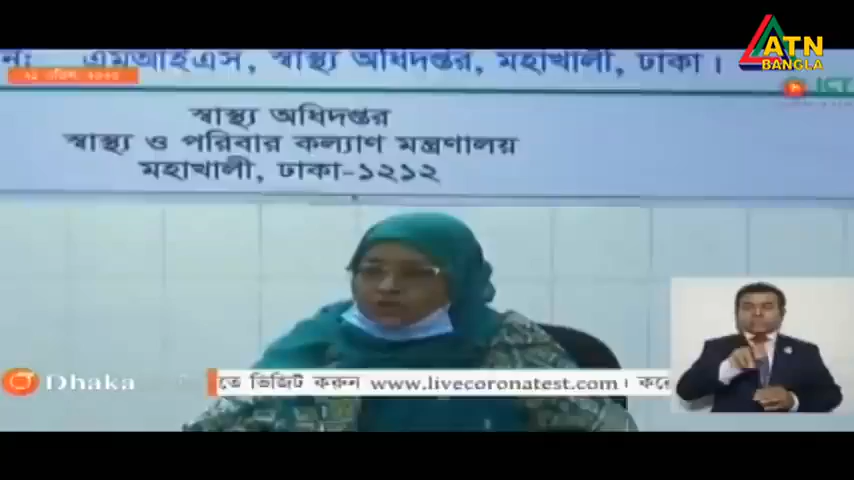 ATN
BANGLA
ন: এমআইএস, স্বাস্থ্য অধিদপ্তর, মহাখালী, ঢাকা।
স্বাস্থ্য অধিদপ্তর
স্বাস্থ্য ও পরিবার কল্যাণ মন্ত্রণালয়
মহাখালী, ঢাকা-১২১২
Dhaka
তে ভিজিট করুন www.livecoronatest.com। করে